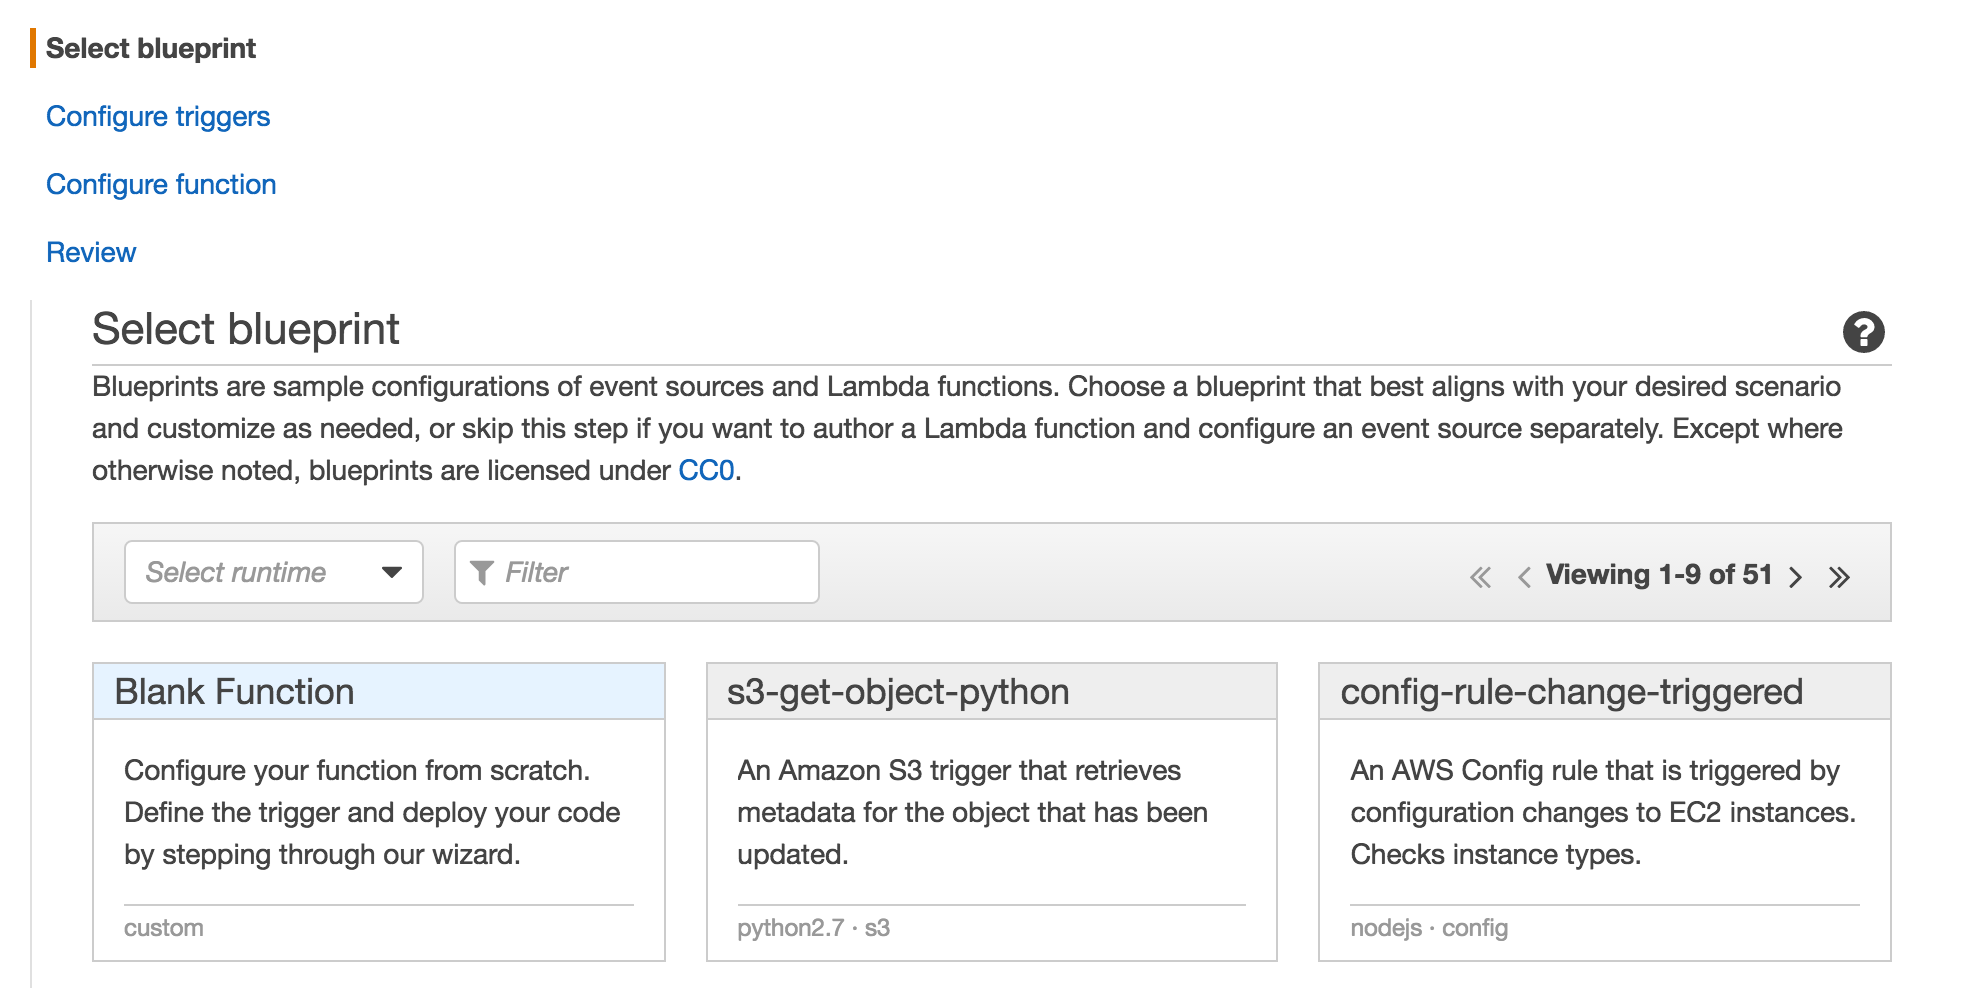 Select blueprint
Configure triggers
Configure function
Review
Select blueprint
?
Blueprints are sample configurations of event sources and Lambda functions. Choose a blueprint that best aligns with your desired scenario
and customize as needed, or skip this step if you want to author a Lambda function and configure an event source separately. Except where
otherwise noted, blueprints are licensed under CC0.
Select runtime
Filter
« < Viewing 1-9 of 51 > »
Blank Function
Configure your function from scratch.
Define the trigger and deploy your code
by stepping through our wizard.
custom
s3-get-object-python
An Amazon S3 trigger that retrieves
metadata for the object that has been
updated.
python2.7 · s3
config-rule-change-triggered
An AWS Config rule that is triggered by
configuration changes to EC2 instances.
Checks instance types.
nodejs · config